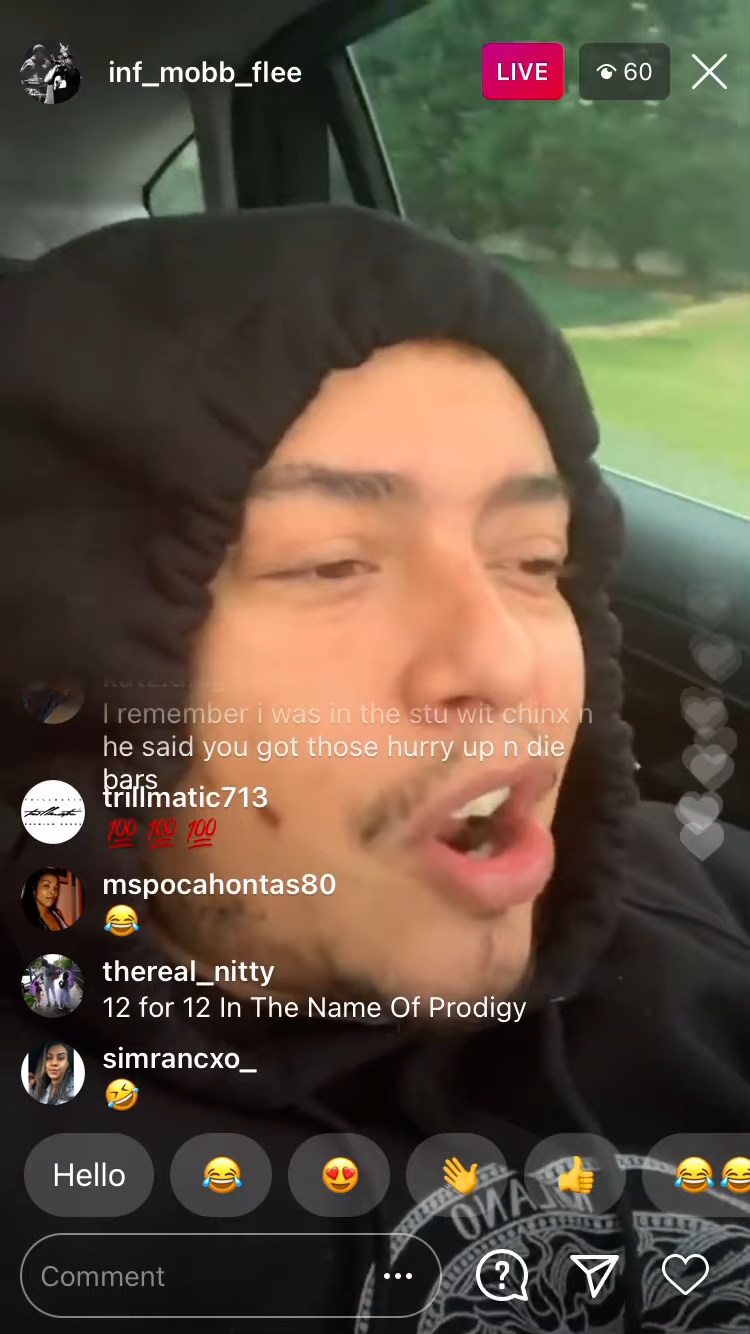 inf_mobb_flee
LIVE
60
I remember i was in the stu wit chinx n
he said you got those hurry up n die
bars
trillmatic713
💯 💯 💯
mspocahontas80
😂
thereal_nitty
12 for 12 In The Name Of Prodigy
simrancxo_
🤣
Hello
😂
😍
👋
👍
😂😂
MILANO
Comment